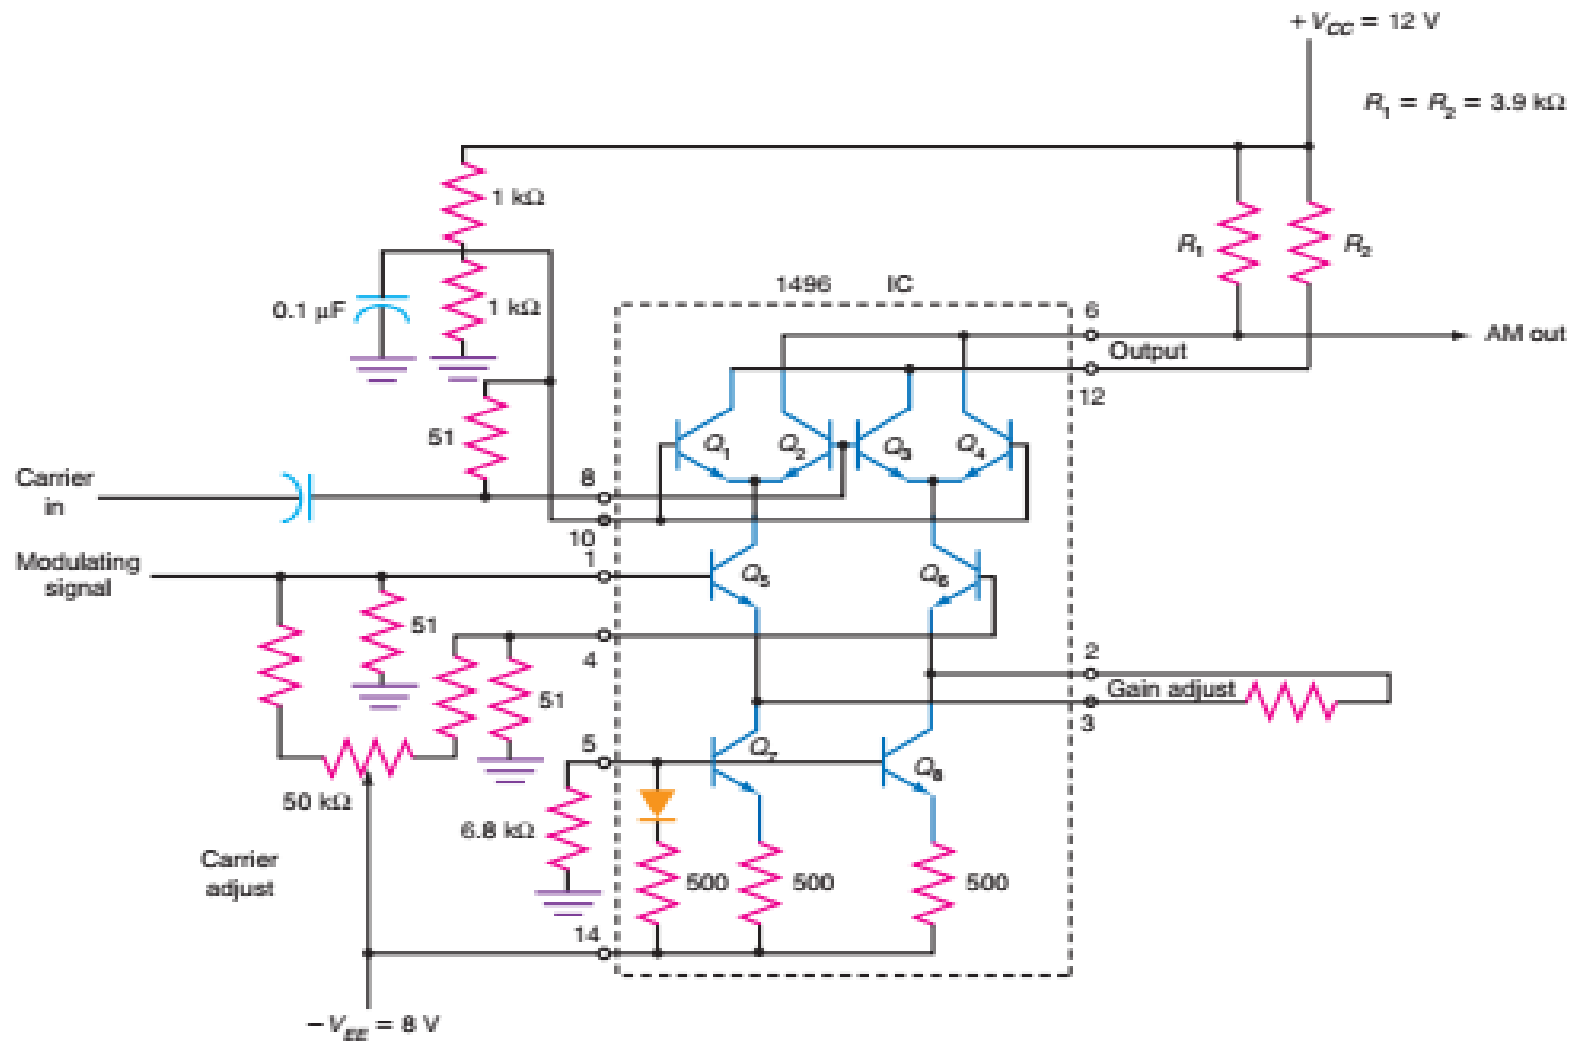 +V_CC = 12 V
R_1 = R_2 = 3.9 kΩ
1 kΩ
R_1
R_2
1496 IC
0.1 µF
1 kΩ
6
AM out
Output
12
51
Q_1
Q_2
Q_3
Q_4
Carrier
in
8
10
Modulating
signal
1
Q_5
Q_6
51
4
2
51
Gain adjust
3
5
Q_7
Q_8
50 kΩ
6.8 kΩ
Carrier
adjust
500
500
500
14
−V_EE = 8 V